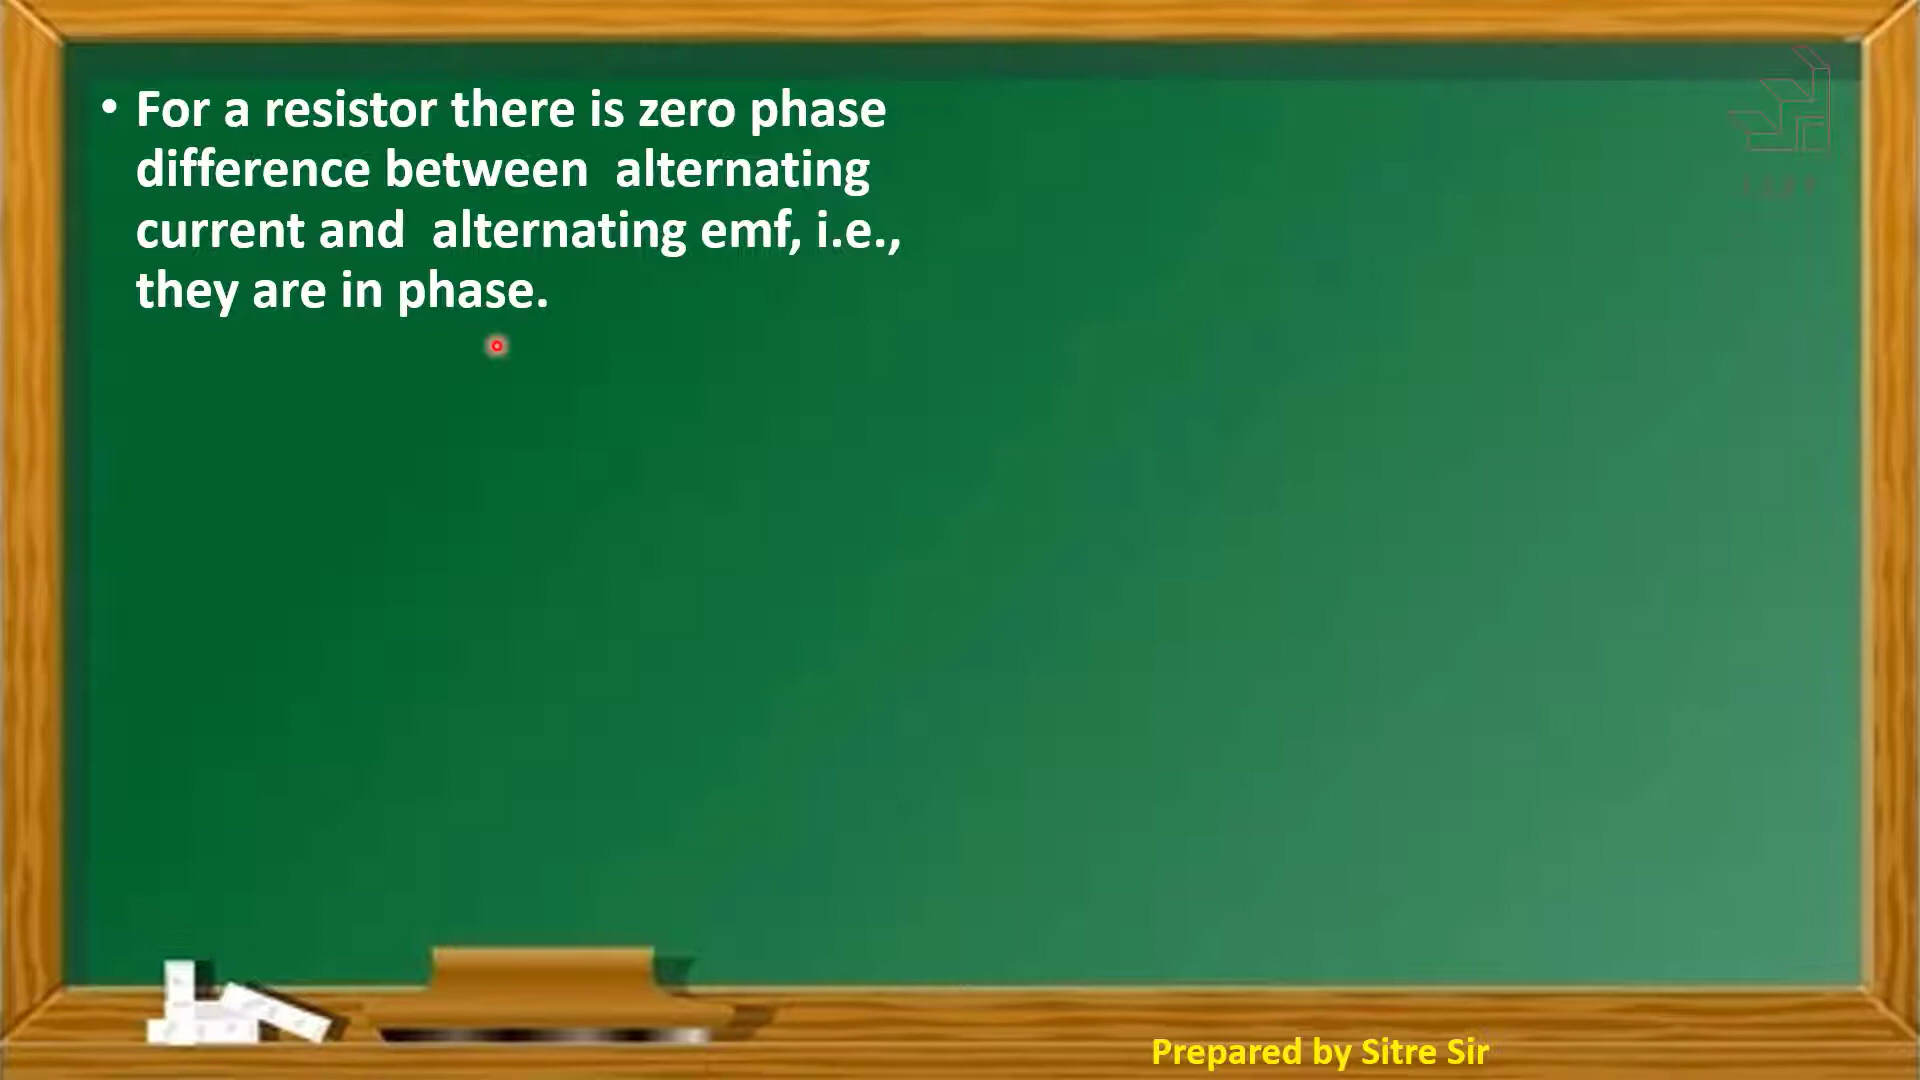 • For a resistor there is zero phase
difference between alternating
current and alternating emf, i.e.,
they are in phase.
Prepared by Sitre Sir